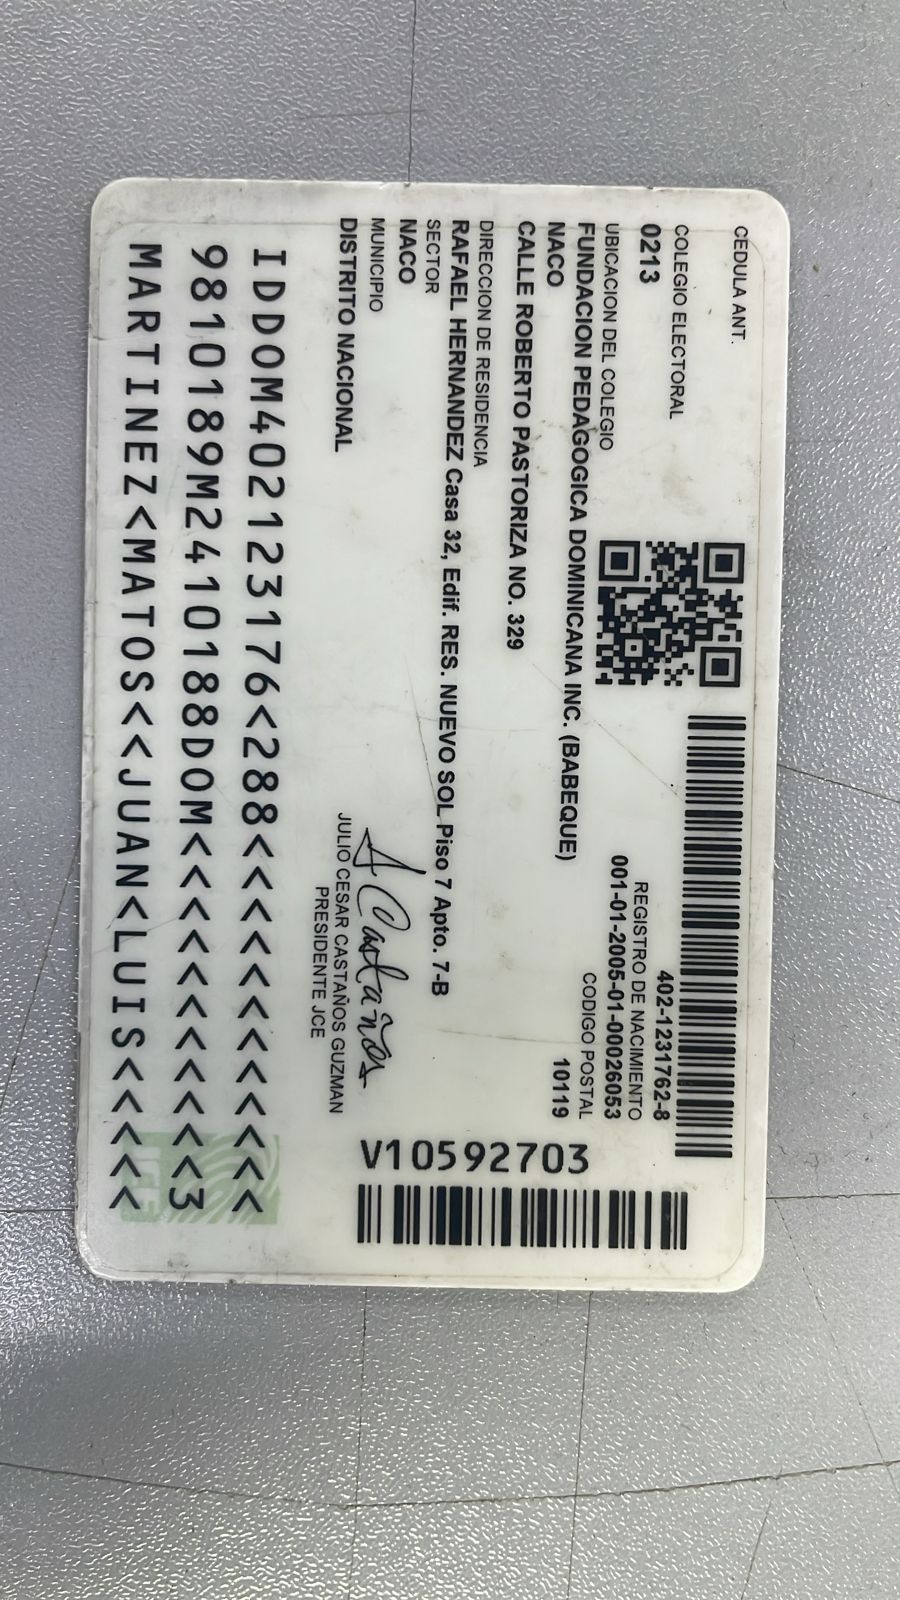 CEDULA ANT.
COLEGIO ELECTORAL
0213
UBICACION DEL COLEGIO
FUNDACION PEDAGOGICA DOMINICANA INC. (BABEQUE)
NACO
CALLE ROBERTO PASTORIZA NO. 329
DIRECCION DE RESIDENCIA
RAFAEL HERNANDEZ Casa 32, Edif. RES. NUEVO SOL Piso 7 Apto. 7-B
SECTOR
NACO
MUNICIPIO
DISTRITO NACIONAL
402-1231762-8
REGISTRO DE NACIMIENTO
001-01-2005-01-00026053
CODIGO POSTAL
10119
V10592703
J Castaños
JULIO CESAR CASTAÑOS GUZMAN
PRESIDENTE JCE
IDDOM402123176<288<<<<<<<<<<<<
9810189M2410188DOM<<<<<<<<<<<3
MARTINEZ<MATOS<<JUAN<LUIS<<<<<
JCE